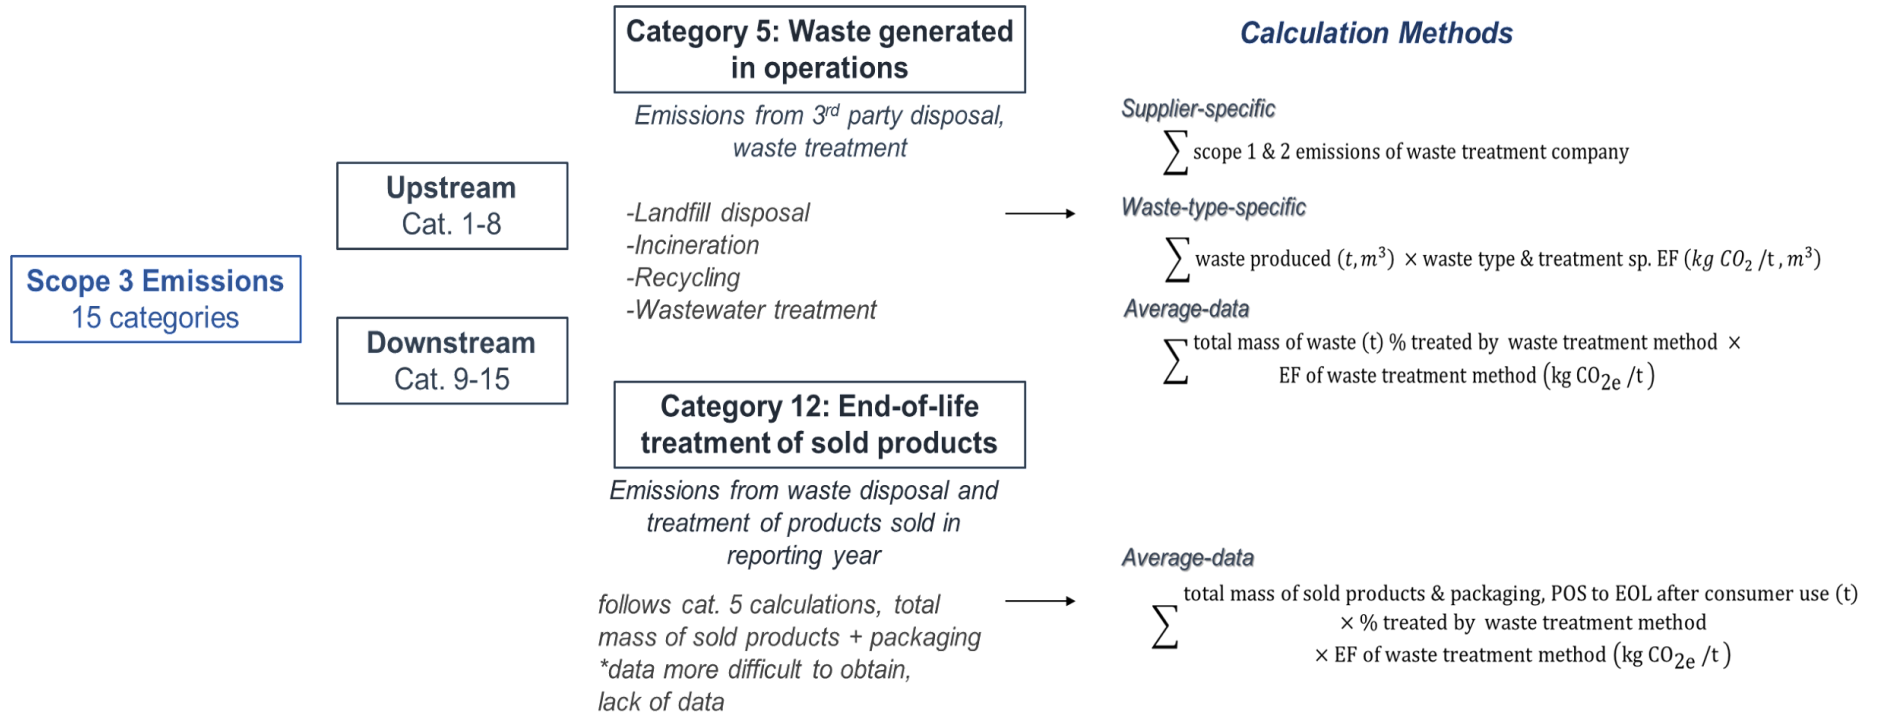 Scope 3 Emissions
15 categories
Upstream
Cat. 1-8
Downstream
Cat. 9-15
Category 5: Waste generated
in operations
Emissions from 3rd party disposal,
waste treatment
-Landfill disposal
-Incineration
-Recycling
-Wastewater treatment
Category 12: End-of-life
treatment of sold products
Emissions from waste disposal and
treatment of products sold in
reporting year
follows cat. 5 calculations, total
mass of sold products + packaging
*data more difficult to obtain,
lack of data
Calculation Methods
Supplier-specific
∑ scope 1 & 2 emissions of waste treatment company
Waste-type-specific
∑ waste produced (t, m³) × waste type & treatment sp. EF (kg CO₂ /t , m³)
Average-data
∑ total mass of waste (t) % treated by waste treatment method ×
EF of waste treatment method (kg CO₂e /t )
Average-data
∑ total mass of sold products & packaging, POS to EOL after consumer use (t)
× % treated by waste treatment method
× EF of waste treatment method (kg CO₂e /t )